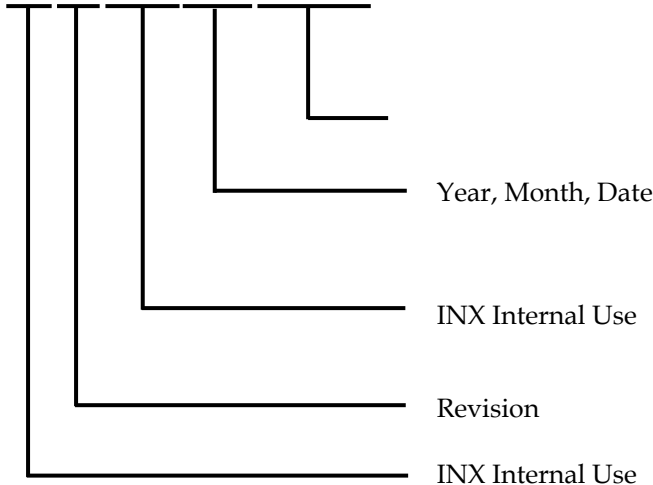 Year, Month, Date
INX Internal Use
Revision
INX Internal Use